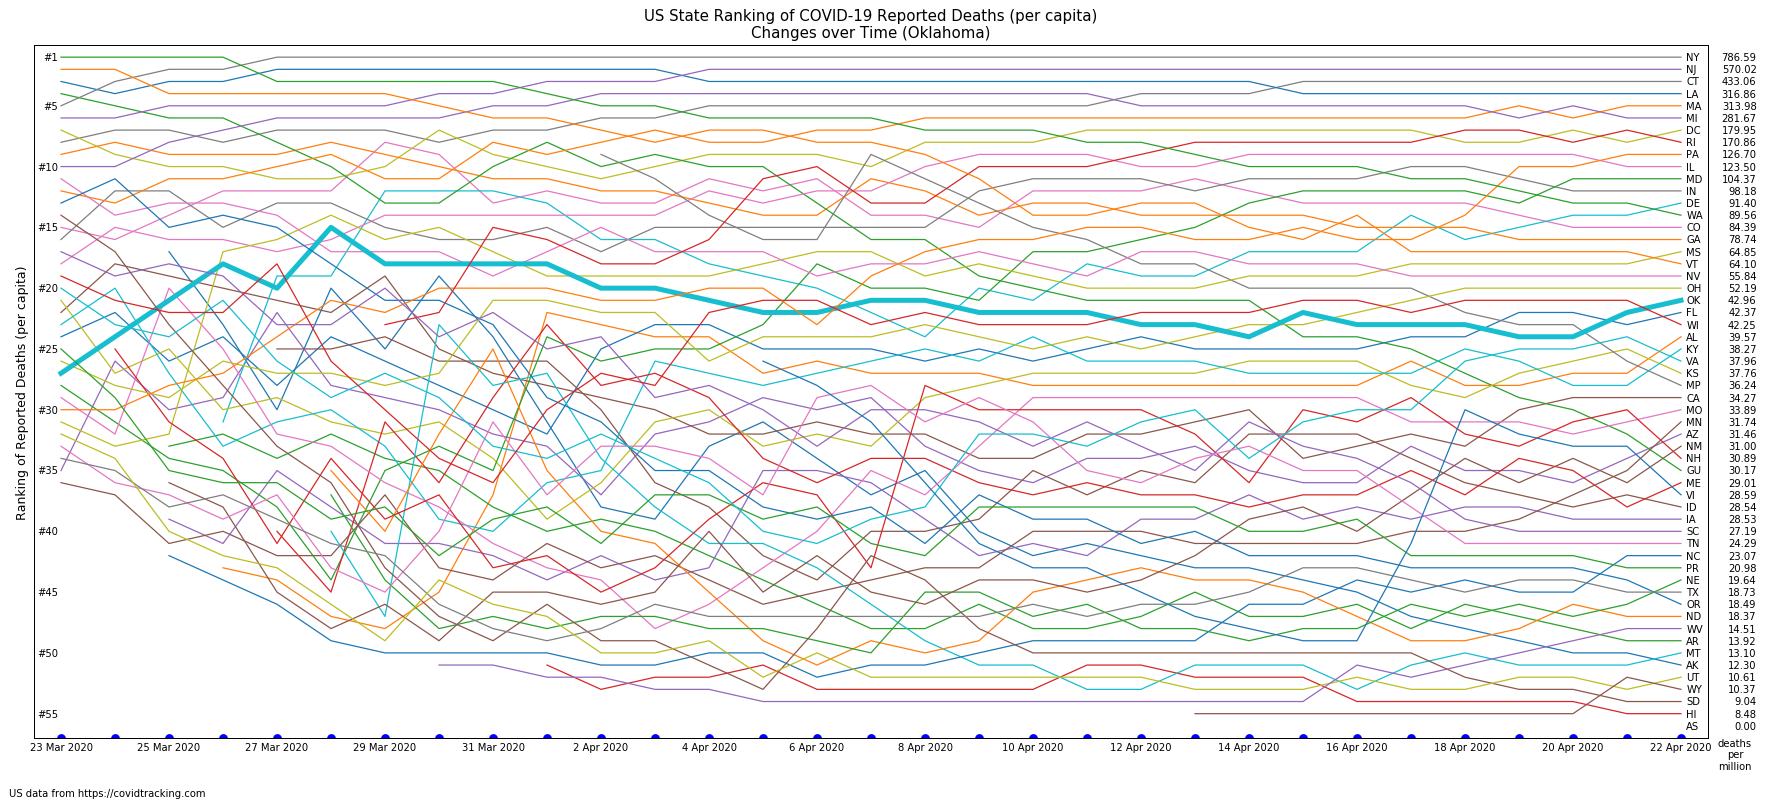 US State Ranking of COVID-19 Reported Deaths (per capita)
Changes over Time (Oklahoma)
Ranking of Reported Deaths (per capita)
#1
#5
#10
#15
#20
#25
#30
#35
#40
#45
#50
#55
NY 786.59
NJ 570.02
CT 433.06
LA 316.86
MA 313.98
MI 281.67
DC 179.95
RI 170.86
PA 126.70
IL 123.50
MD 104.37
IN 98.18
DE 91.40
WA 89.56
CO 84.39
GA 78.74
MS 64.85
VT 64.10
NV 55.84
OH 52.19
OK 42.96
FL 42.37
WI 42.25
AL 39.57
KY 38.27
VA 37.96
KS 37.76
MP 36.24
CA 34.27
MO 33.89
MN 31.74
AZ 31.46
NM 31.00
NH 30.89
GU 30.17
ME 29.01
VI 28.59
ID 28.54
IA 28.53
SC 27.19
TN 24.29
NC 23.07
PR 20.98
NE 19.64
TX 18.73
OR 18.49
ND 18.37
WV 14.51
AR 13.92
MT 13.10
AK 12.30
UT 10.61
WY 10.37
SD 9.04
HI 8.48
AS 0.00
23 Mar 2020 25 Mar 2020 27 Mar 2020 29 Mar 2020 31 Mar 2020 2 Apr 2020 4 Apr 2020 6 Apr 2020 8 Apr 2020 10 Apr 2020 12 Apr 2020 14 Apr 2020 16 Apr 2020 18 Apr 2020 20 Apr 2020 22 Apr 2020
deaths
per
million
US data from https://covidtracking.com